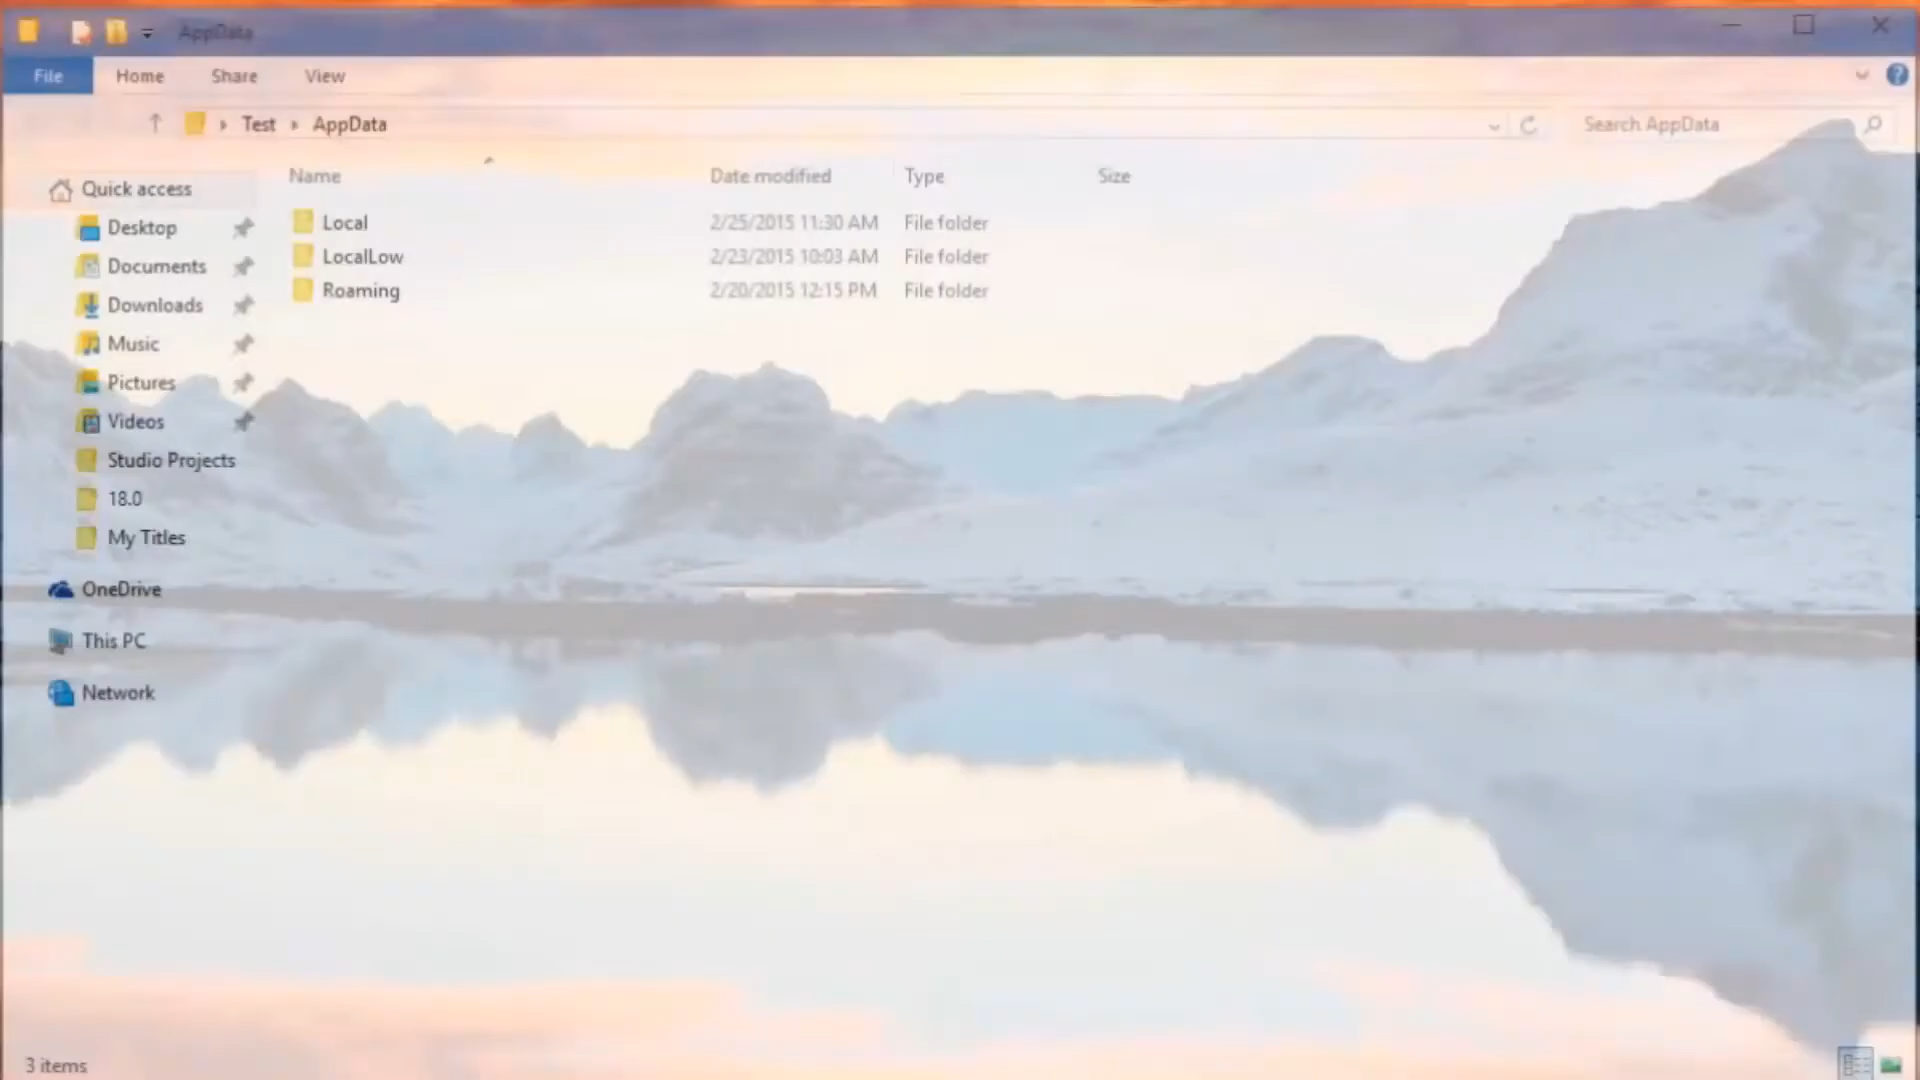 AppData
File Home Share View
Test AppData Search AppData
Name Date modified Type Size
Quick access
Desktop
Documents
Downloads
Music
Pictures
Videos
Studio Projects
18.0
My Titles
OneDrive
This PC
Network
Local 2/25/2015 11:30 AM File folder
LocalLow 2/23/2015 10:03 AM File folder
Roaming 2/20/2015 12:15 PM File folder
3 items